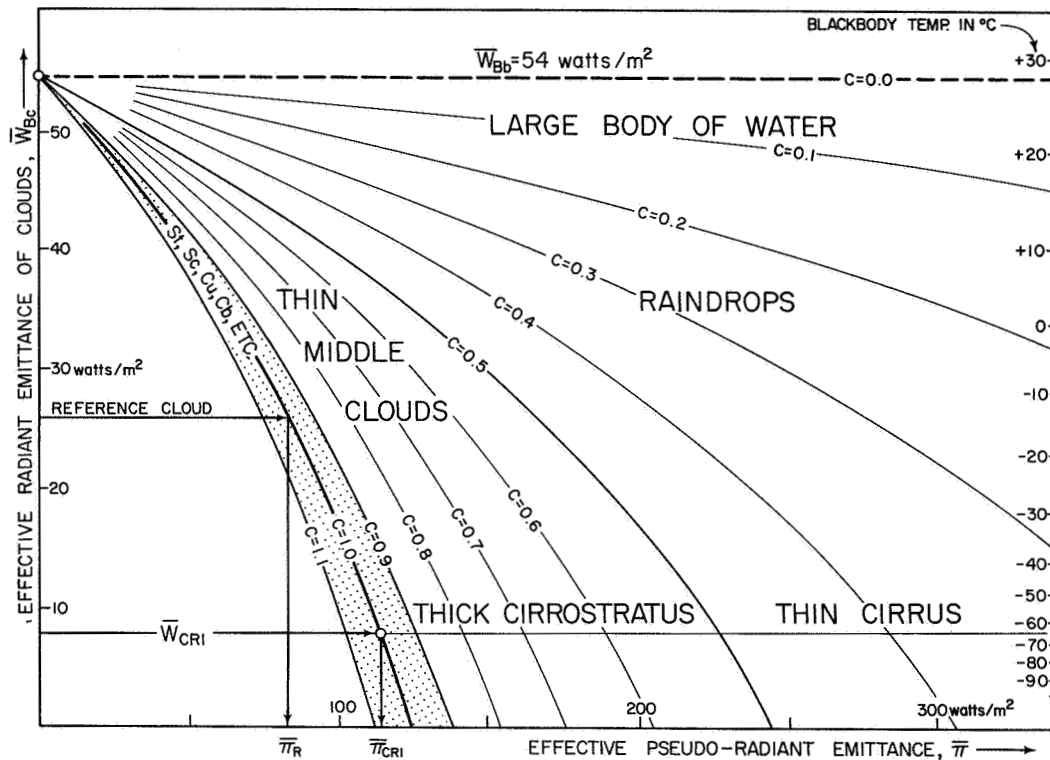 BLACKBODY TEMP. IN °C
W̅Bb=54 watts/m²
+30
C=0.0
50
LARGE BODY OF WATER
C=0.1
+20
C=0.2
40
St, Sc, Cu, Cb, ETC.
+10
C=0.3
THIN
RAINDROPS
C=0.4
0
MIDDLE
C=0.5
30 watts/m²
-10
REFERENCE CLOUD
CLOUDS
-20
20
C=0.6
-30
C=1.1
C=1.0
C=0.9
C=0.8
C=0.7
-40
10
THICK CIRROSTRATUS
THIN CIRRUS
-50
-60
W̅CRI
-70
-80
-90
100
200
300 watts/m²
π̅R
π̅CRI
EFFECTIVE PSEUDO-RADIANT EMITTANCE, π̅
EFFECTIVE RADIANT EMITTANCE OF CLOUDS, W̅Bc